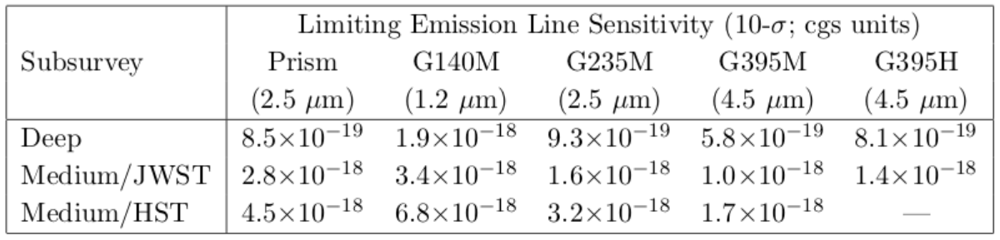 Limiting Emission Line Sensitivity (10-σ; cgs units)
Subsurvey Prism G140M G235M G395M G395H
(2.5 μm) (1.2 μm) (2.5 μm) (4.5 μm) (4.5 μm)
Deep 8.5×10⁻¹⁹ 1.9×10⁻¹⁸ 9.3×10⁻¹⁹ 5.8×10⁻¹⁹ 8.1×10⁻¹⁹
Medium/JWST 2.8×10⁻¹⁸ 3.4×10⁻¹⁸ 1.6×10⁻¹⁸ 1.0×10⁻¹⁸ 1.4×10⁻¹⁸
Medium/HST 4.5×10⁻¹⁸ 6.8×10⁻¹⁸ 3.2×10⁻¹⁸ 1.7×10⁻¹⁸ —